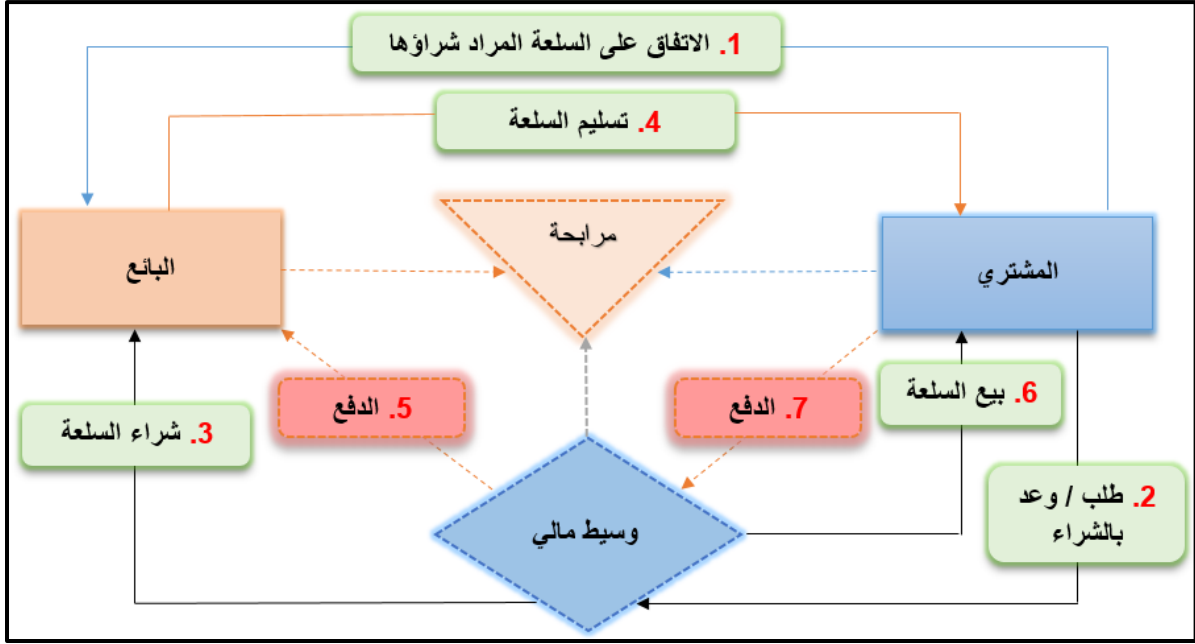 1. الاتفاق على السلعة المراد شراؤها
4. تسليم السلعة
مرابحة
المشتري
البائع
6. بيع السلعة
7. الدفع
5. الدفع
3. شراء السلعة
2. طلب / وعد
بالشراء
وسيط مالي